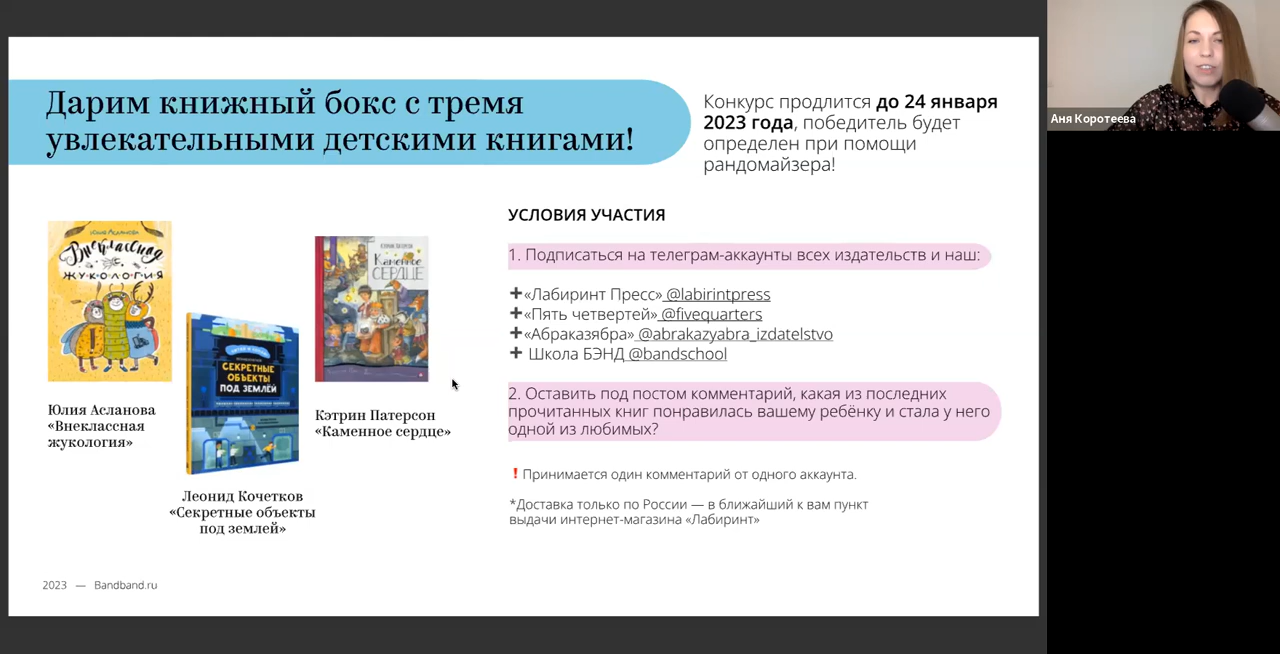 Дарим книжный бокс с тремя
увлекательными детскими книгами!
Конкурс продлится до 24 января
2023 года, победитель будет
определен при помощи
рандомайзера!
Аня Коротеева
УСЛОВИЯ УЧАСТИЯ
1. Подписаться на телеграм-аккаунты всех издательств и наш:
+«Лабиринт Пресс» @labirintpress
+«Пять четвертей» @fivequarters
+«Абраказябра» @abrakazyabra_izdatelstvo
+ Школа БЭНД @bandschool
2. Оставить под постом комментарий, какая из последних
прочитанных книг понравилась вашему ребёнку и стала у него
одной из любимых?
! Принимается один комментарий от одного аккаунта.
*Доставка только по России — в ближайший к вам пункт
выдачи интернет-магазина «Лабиринт»
Юлия Асланова
Внеклассная
жукология
Юлия Асланова
«Внеклассная
жукология»
СЕКРЕТНЫЕ
ОБЪЕКТЫ
ПОД ЗЕМЛЕЙ
Леонид Кочетков
«Секретные объекты
под землей»
Каменное
СЕРДЦЕ
Кэтрин Патерсон
«Каменное сердце»
2023 — Bandband.ru